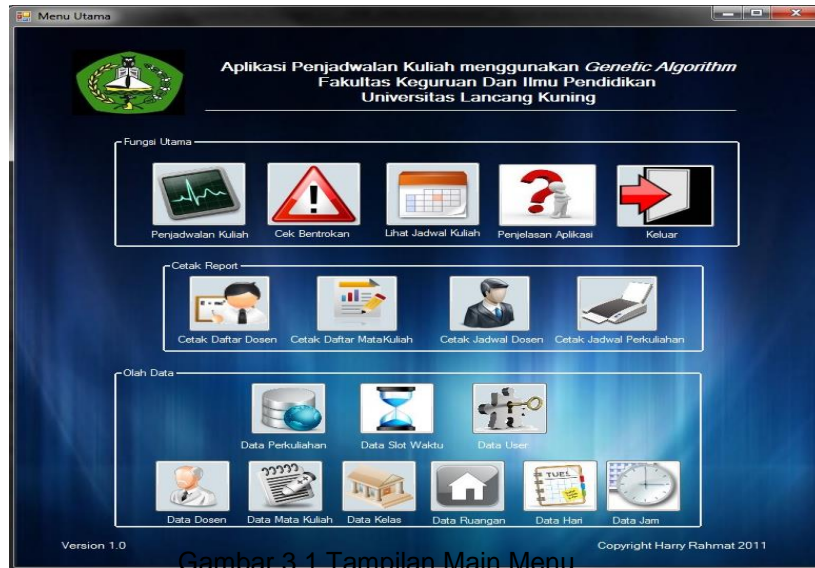 Menu Utama
Aplikasi Penjadwalan Kuliah menggunakan Genetic Algorithm
Fakultas Keguruan Dan Ilmu Pendidikan
Universitas Lancang Kuning
Fungsi Utama
Penjadwalan Kuliah Cek Bentrokan Lihat Jadwal Kuliah Penjelasan Aplikasi Keluar
Cetak Report
Cetak Daftar Dosen Cetak Daftar MataKuliah Cetak Jadwal Dosen Cetak Jadwal Perkuliahan
Olah Data
Data Perkuliahan Data Slot Waktu Data User
TUEL
Data Dosen Data Mata Kuliah Data Kelas Data Ruangan Data Hari Data Jam
Version 1.0 Copyright Harry Rahmat 2011
Gambar 3.1 Tampilan Main Menu